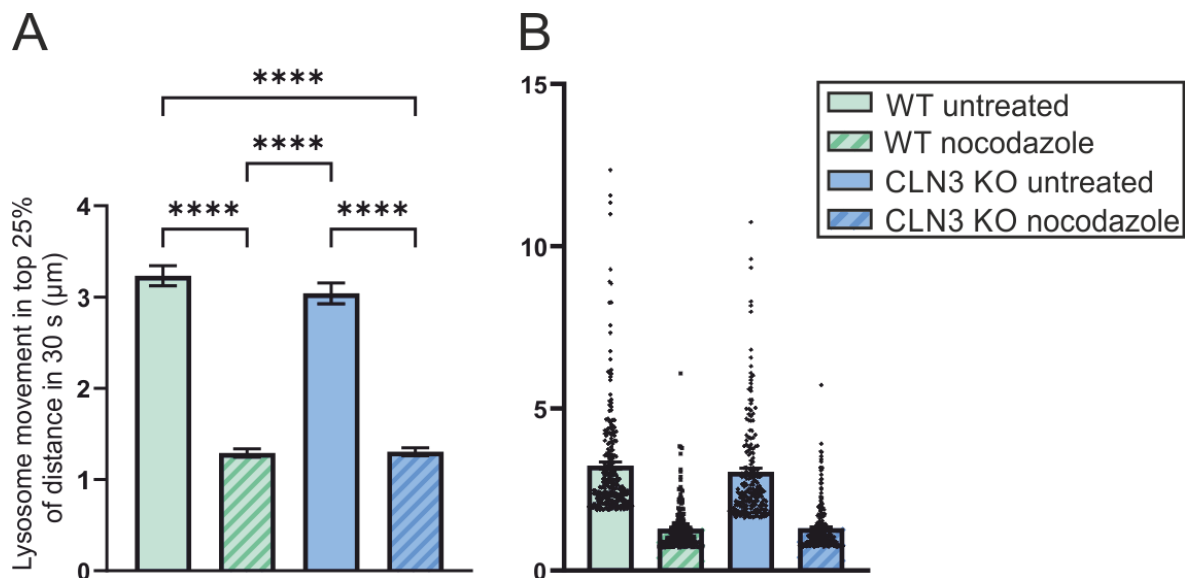 A
B
****
****
****
****
Lysosome movement in top 25%
of distance in 30 s (μm)
4
3
2
1
0
15
10
5
0
WT untreated
WT nocodazole
CLN3 KO untreated
CLN3 KO nocodazole